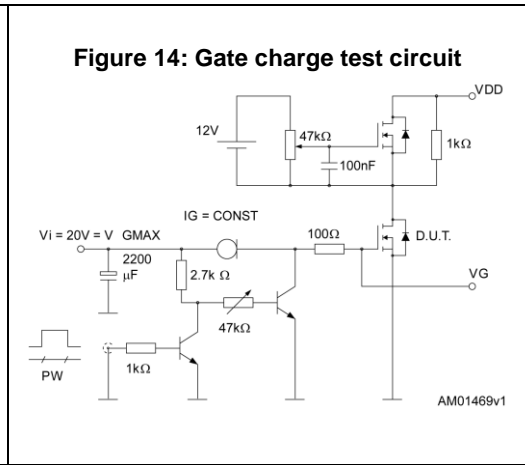 Figure 14: Gate charge test circuit
VDD
12V
47kΩ
1kΩ
100nF
IG = CONST
Vi = 20V = V GMAX
100Ω
D.U.T.
2200
μF
2.7k Ω
VG
47kΩ
1kΩ
PW
AM01469v1